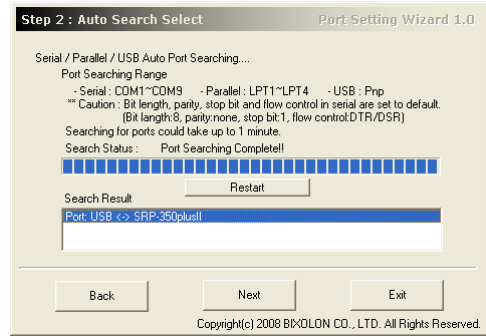 Step 2 : Auto Search Select
Port Setting Wizard 1.0
Serial / Parallel / USB Auto Port Searching....
Port Searching Range
- Serial : COM1~COM9 - Parallel : LPT1~LPT4 - USB : Pnp
** Caution : Bit length, parity, stop bit and flow control in serial are set to default.
(Bit length:8, parity:none, stop bit:1, flow control:DTR/DSR)
Searching for ports could take up to 1 minute.
Search Status : Port Searching Complete!!
Restart
Search Result
Port: USB <-> SRP-350plusII
Back Next Exit
Copyright(c) 2008 BIXOLON CO., LTD. All Rights Reserved.